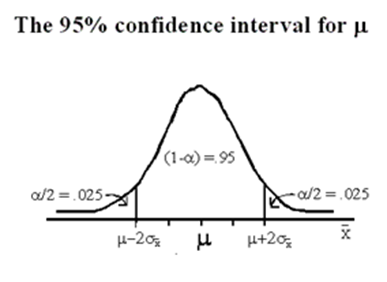 The 95% confidence interval for μ
(1-α) =.95
α/2 = .025
α/2 = .025
μ−2σx̄
μ
μ+2σx̄
x̄